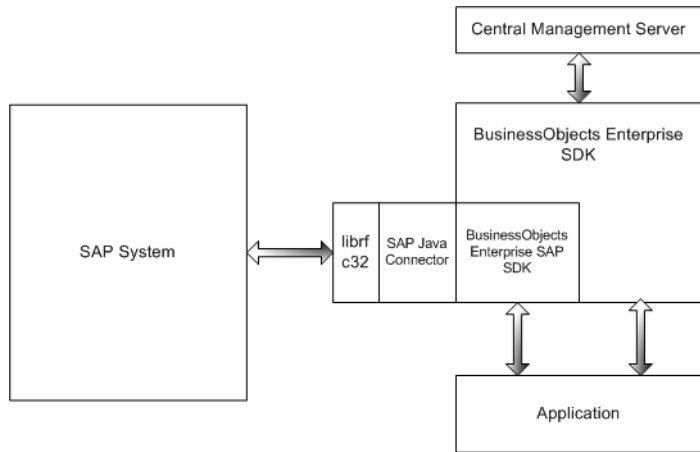 Central Management Server
BusinessObjects Enterprise
SDK
SAP System
librf
c32
SAP Java
Connector
BusinessObjects
Enterprise SAP
SDK
Application